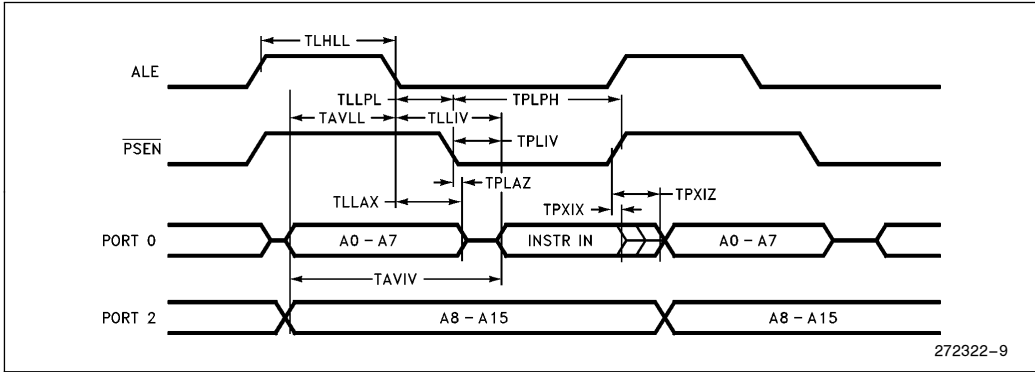 TLHLL
ALE
TLLPL
TPLPH
TAVLL
TLLIV
PSEN
TPLIV
TPLAZ
TLLAX
TPXIZ
TPXIX
PORT 0
A0-A7
INSTR IN
A0-A7
TAVIV
PORT 2
A8-A15
A8-A15
272322-9